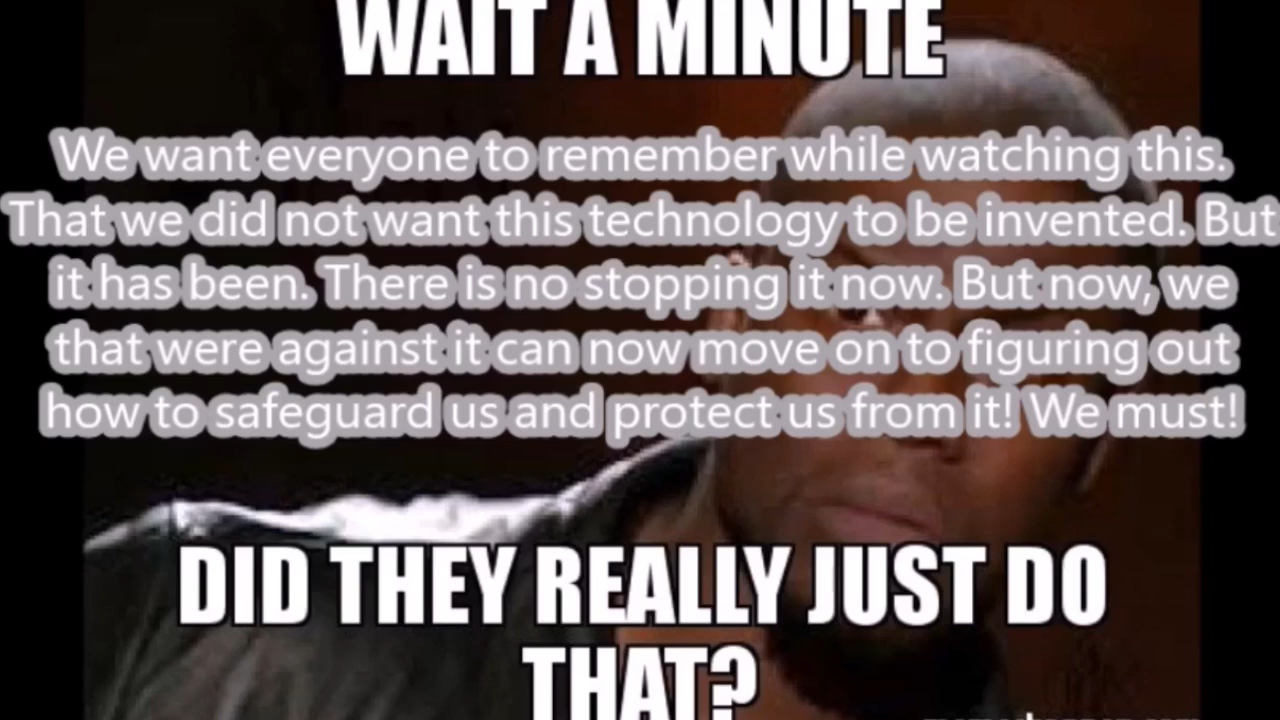 WAIT A MINUTE
We want everyone to remember while watching this.
That we did not want this technology to be invented. But
it has been. There is no stopping it now. But now, we
that were against it can now move on to figuring out
how to safeguard us and protect us from it! We must!
DID THEY REALLY JUST DO
THAT?